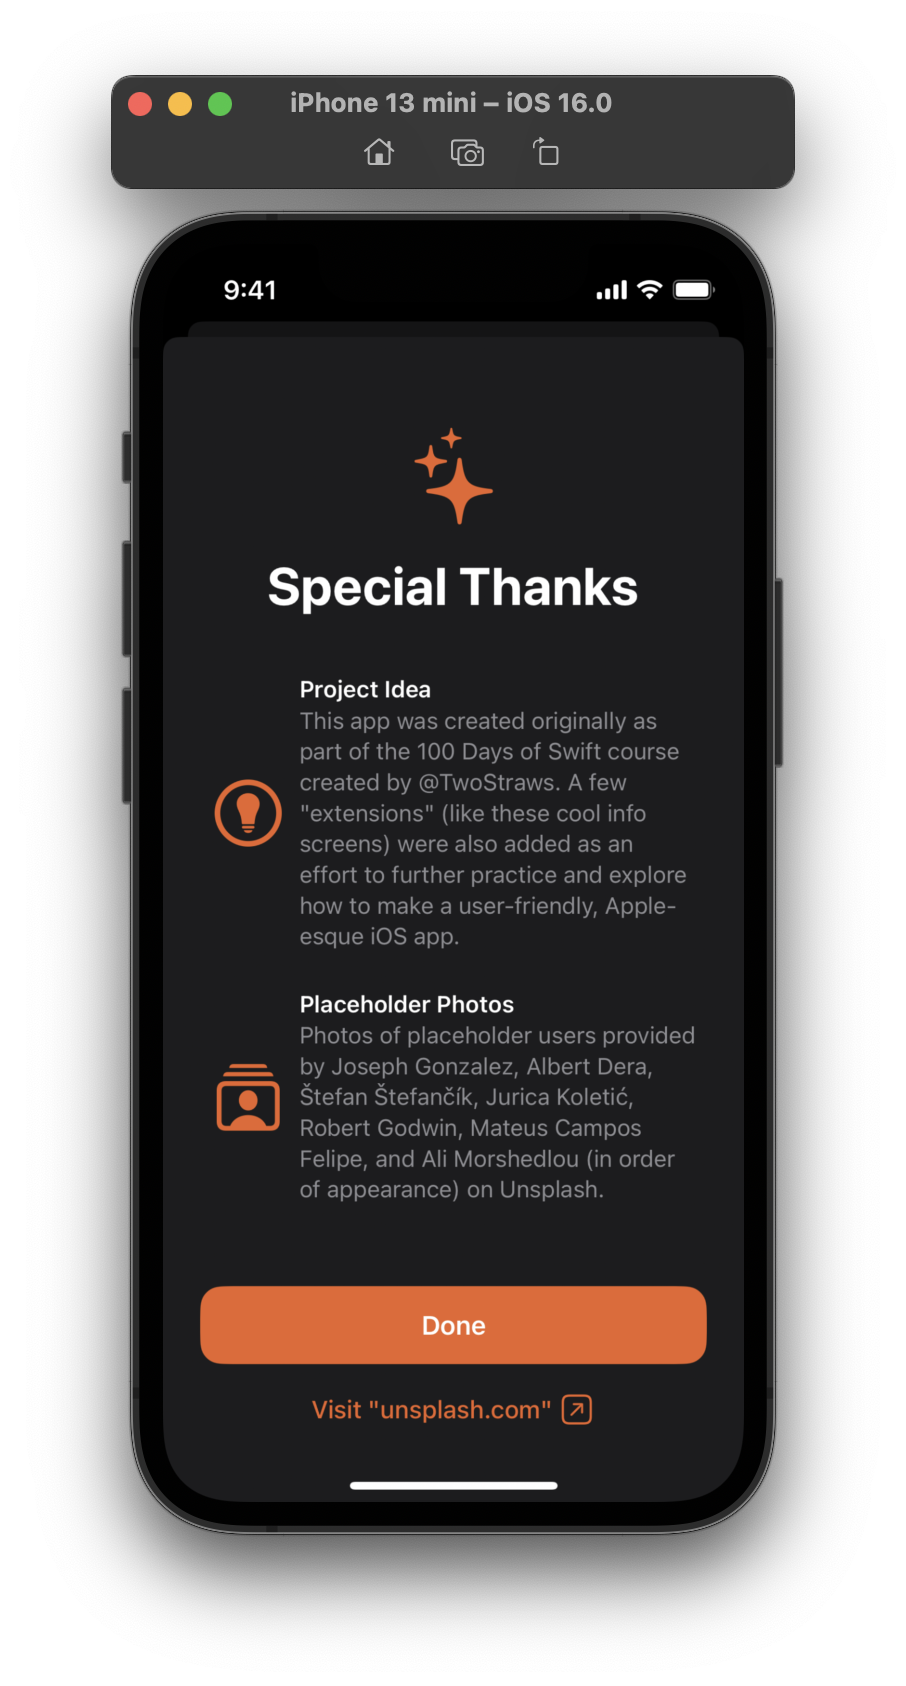 iPhone 13 mini – iOS 16.0
9:41
Special Thanks
Project Idea
This app was created originally as
part of the 100 Days of Swift course
created by @TwoStraws. A few
"extensions" (like these cool info
screens) were also added as an
effort to further practice and explore
how to make a user-friendly, Apple-
esque iOS app.
Placeholder Photos
Photos of placeholder users provided
by Joseph Gonzalez, Albert Dera,
Štefan Štefančík, Jurica Koletić,
Robert Godwin, Mateus Campos
Felipe, and Ali Morshedlou (in order
of appearance) on Unsplash.
Done
Visit "unsplash.com"